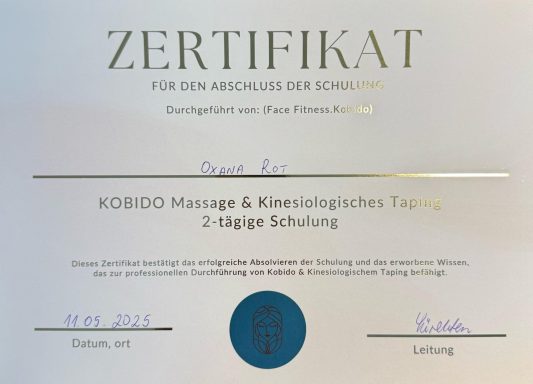 ZERTIFIKAT
FÜR DEN ABSCHLUSS DER SCHULUNG
Durchgeführt von: (Face Fitness.Kobido)
Oxana Rot
KOBIDO Massage & Kinesiologisches Taping
2-tägige Schulung
Dieses Zertifikat bestätigt das erfolgreiche Absolvieren der Schulung und das erworbene Wissen,
das zur professionellen Durchführung von Kobido & Kinesiologischem Taping befähigt.
11.05.2025
Datum, ort
Leitung